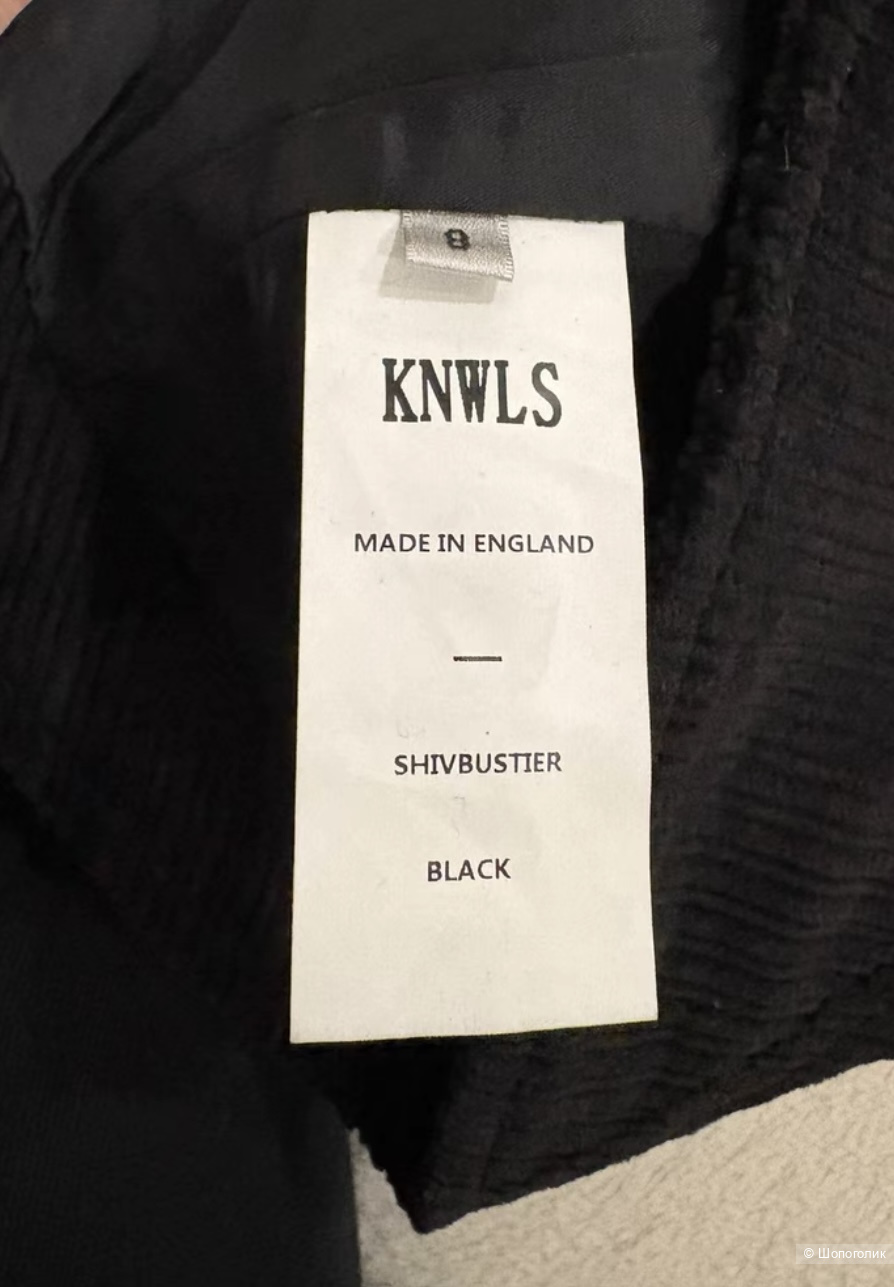 8
KNWLS
MADE IN ENGLAND
—
SHIVBUSTIER
BLACK
© Шопоголик